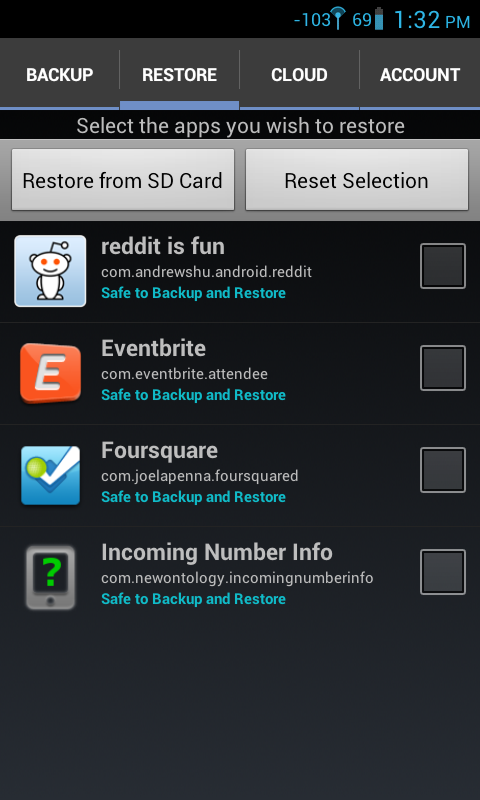 -103 69 1:32 PM
BACKUP RESTORE CLOUD ACCOUNT
Select the apps you wish to restore
Restore from SD Card Reset Selection
reddit is fun
com.andrewshu.android.reddit
Safe to Backup and Restore
E
Eventbrite
com.eventbrite.attendee
Safe to Backup and Restore
Foursquare
com.joelapenna.foursquared
Safe to Backup and Restore
?
Incoming Number Info
com.newontology.incomingnumberinfo
Safe to Backup and Restore